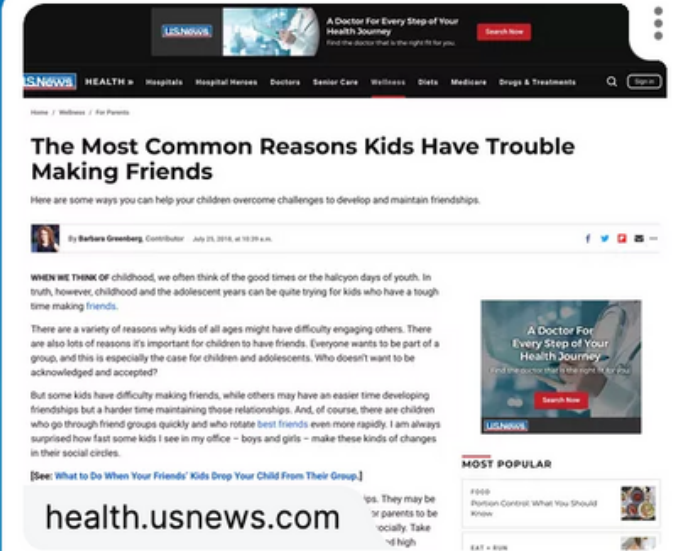 U.S.News
A Doctor For Every Step of Your
Health Journey
Find the doctor that is the right fit for you.
Search Now
U.S.News HEALTH » Hospitals Hospital Heroes Doctors Senior Care Wellness Diets Medicare Drugs & Treatments Sign in
Home / Wellness / For Parents
The Most Common Reasons Kids Have Trouble
Making Friends
Here are some ways you can help your children overcome challenges to develop and maintain friendships.
By Barbara Greenberg, Contributor July 25, 2018, at 10:39 a.m.
WHEN WE THINK OF childhood, we often think of the good times or the halcyon days of youth. In
truth, however, childhood and the adolescent years can be quite trying for kids who have a tough
time making friends.
There are a variety of reasons why kids of all ages might have difficulty engaging others. There
are also lots of reasons it's important for children to have friends. Everyone wants to be part of a
group, and this is especially the case for children and adolescents. Who doesn't want to be
acknowledged and accepted?
But some kids have difficulty making friends, while others may have an easier time developing
friendships but a harder time maintaining those relationships. And, of course, there are children
who go through friend groups quickly and who rotate best friends even more rapidly. I am always
surprised how fast some kids I see in my office – boys and girls – make these kinds of changes
in their social circles.
[See: What to Do When Your Friends' Kids Drop Your Child From Their Group.]
They may be
or parents to be
Take
high
health.usnews.com
A Doctor For
Every Step of Your
Health Journey
Find the doctor that is the right fit for you
Search Now
U.S.News
MOST POPULAR
FOOD
Portion Control: What You Should
Know
EAT + RUN